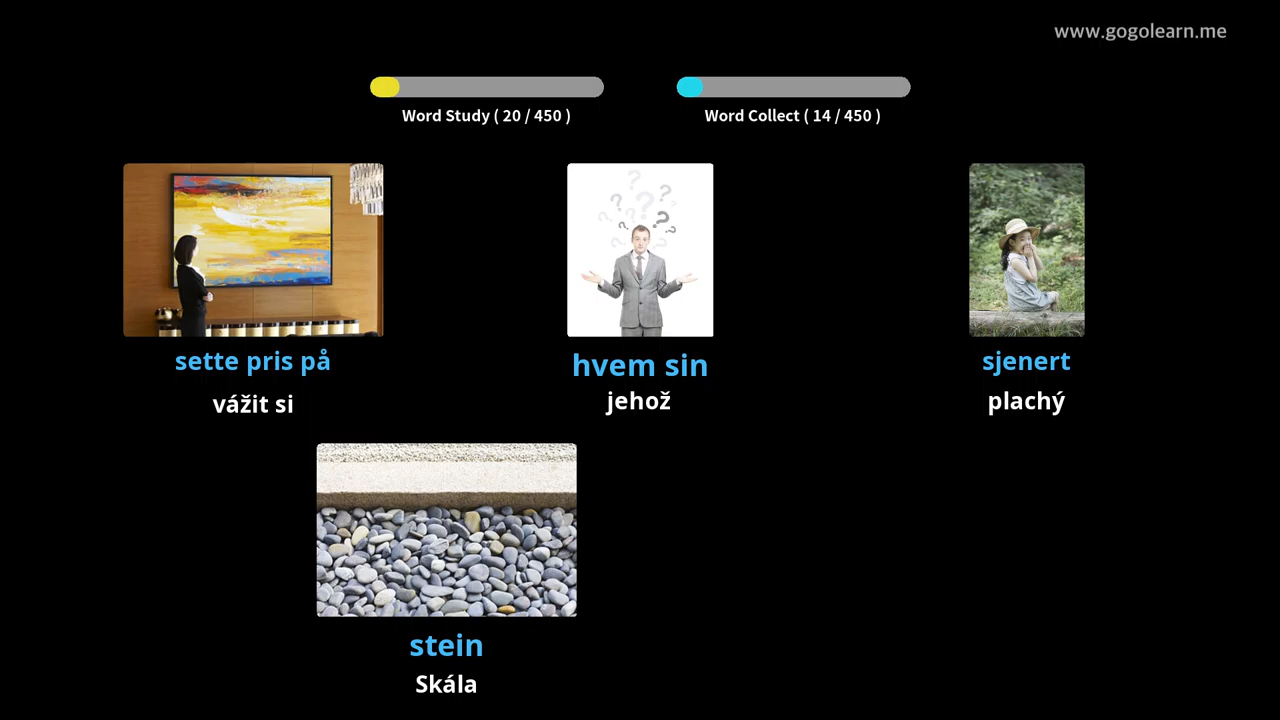 www.gogolearn.me
Word Study ( 20 / 450 )
Word Collect ( 14 / 450 )
sette pris på
vážit si
hvem sin
jehož
sjenert
plachý
stein
Skála